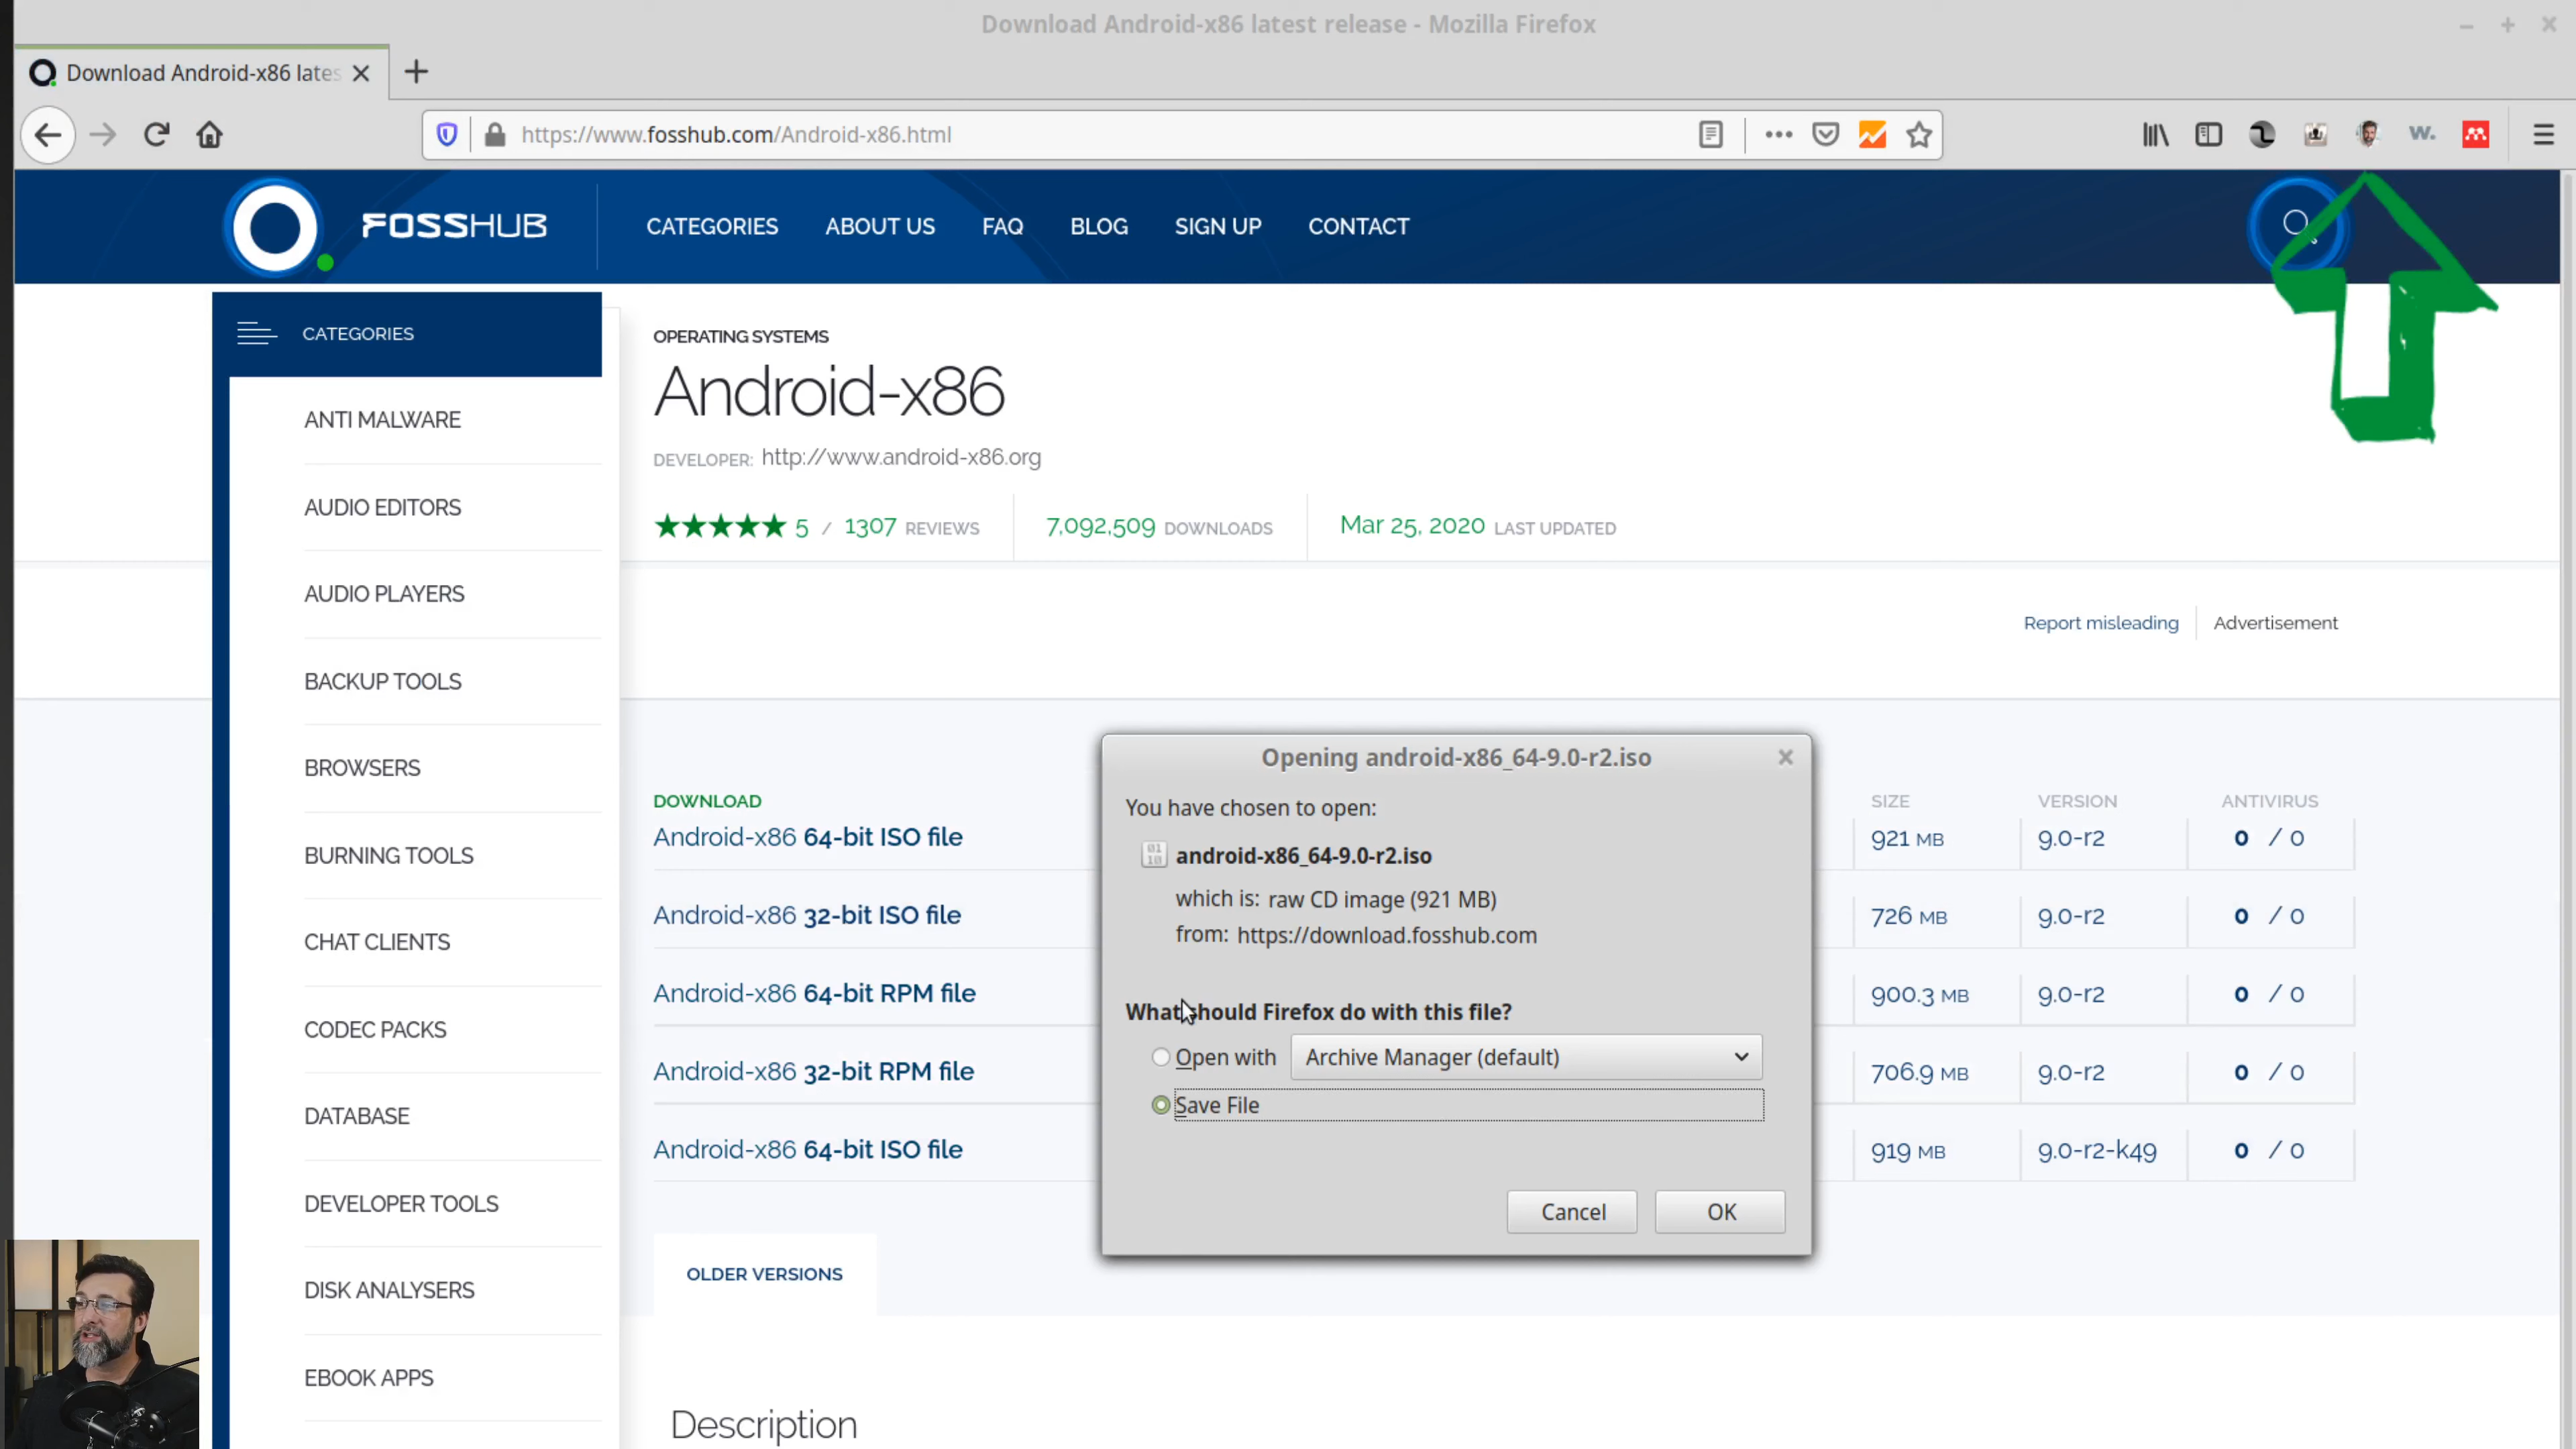 Download Android-x86 latest release - Mozilla Firefox
Download Android-x86 lates
https://www.fosshub.com/Android-x86.html
W.
FOSSHUB
CATEGORIES
ABOUT US
FAQ
BLOG
SIGN UP
CONTACT
CATEGORIES
ANTI MALWARE
AUDIO EDITORS
AUDIO PLAYERS
BACKUP TOOLS
BROWSERS
BURNING TOOLS
CHAT CLIENTS
CODEC PACKS
DATABASE
DEVELOPER TOOLS
DISK ANALYSERS
EBOOK APPS
OPERATING SYSTEMS
Android-x86
DEVELOPER: http://www.android-x86.org
★★★★★ 5 / 1307 REVIEWS
7,092,509 DOWNLOADS
Mar 25, 2020 LAST UPDATED
Report misleading
Advertisement
DOWNLOAD
SIZE
VERSION
ANTIVIRUS
Android-x86 64-bit ISO file
921 MB
9.0-r2
0 / 0
Android-x86 32-bit ISO file
726 MB
9.0-r2
0 / 0
Android-x86 64-bit RPM file
900.3 MB
9.0-r2
0 / 0
Android-x86 32-bit RPM file
706.9 MB
9.0-r2
0 / 0
Android-x86 64-bit ISO file
919 MB
9.0-r2-k49
0 / 0
OLDER VERSIONS
Description
Opening android-x86_64-9.0-r2.iso
You have chosen to open:
android-x86_64-9.0-r2.iso
which is: raw CD image (921 MB)
from: https://download.fosshub.com
What should Firefox do with this file?
Open with
Archive Manager (default)
Save File
Cancel
OK